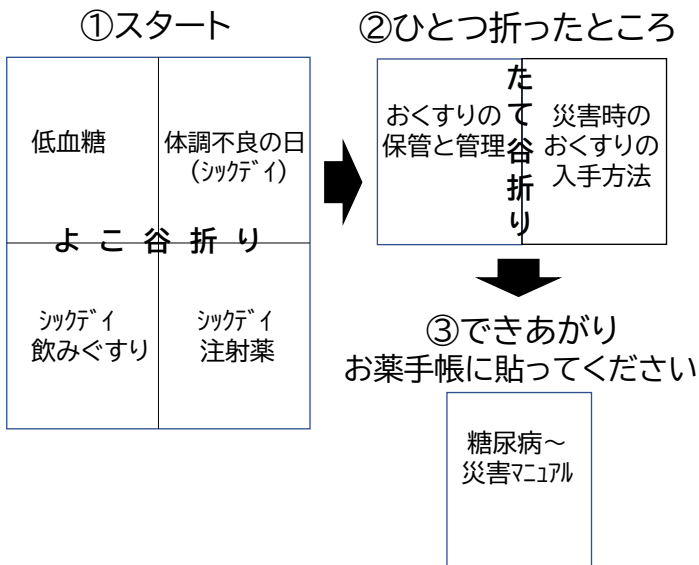 ①スタート
低血糖
体調不良の日
(ｼｯｸﾃﾞｲ)
よこ谷折り
ｼｯｸﾃﾞｲ
飲みぐすり
ｼｯｸﾃﾞｲ
注射薬
②ひとつ折ったところ
おくすりの
保管と管理
たて谷折り
災害時の
おくすりの
入手方法
③できあがり
お薬手帳に貼ってください
糖尿病～
災害ﾏﾆｭｱﾙ